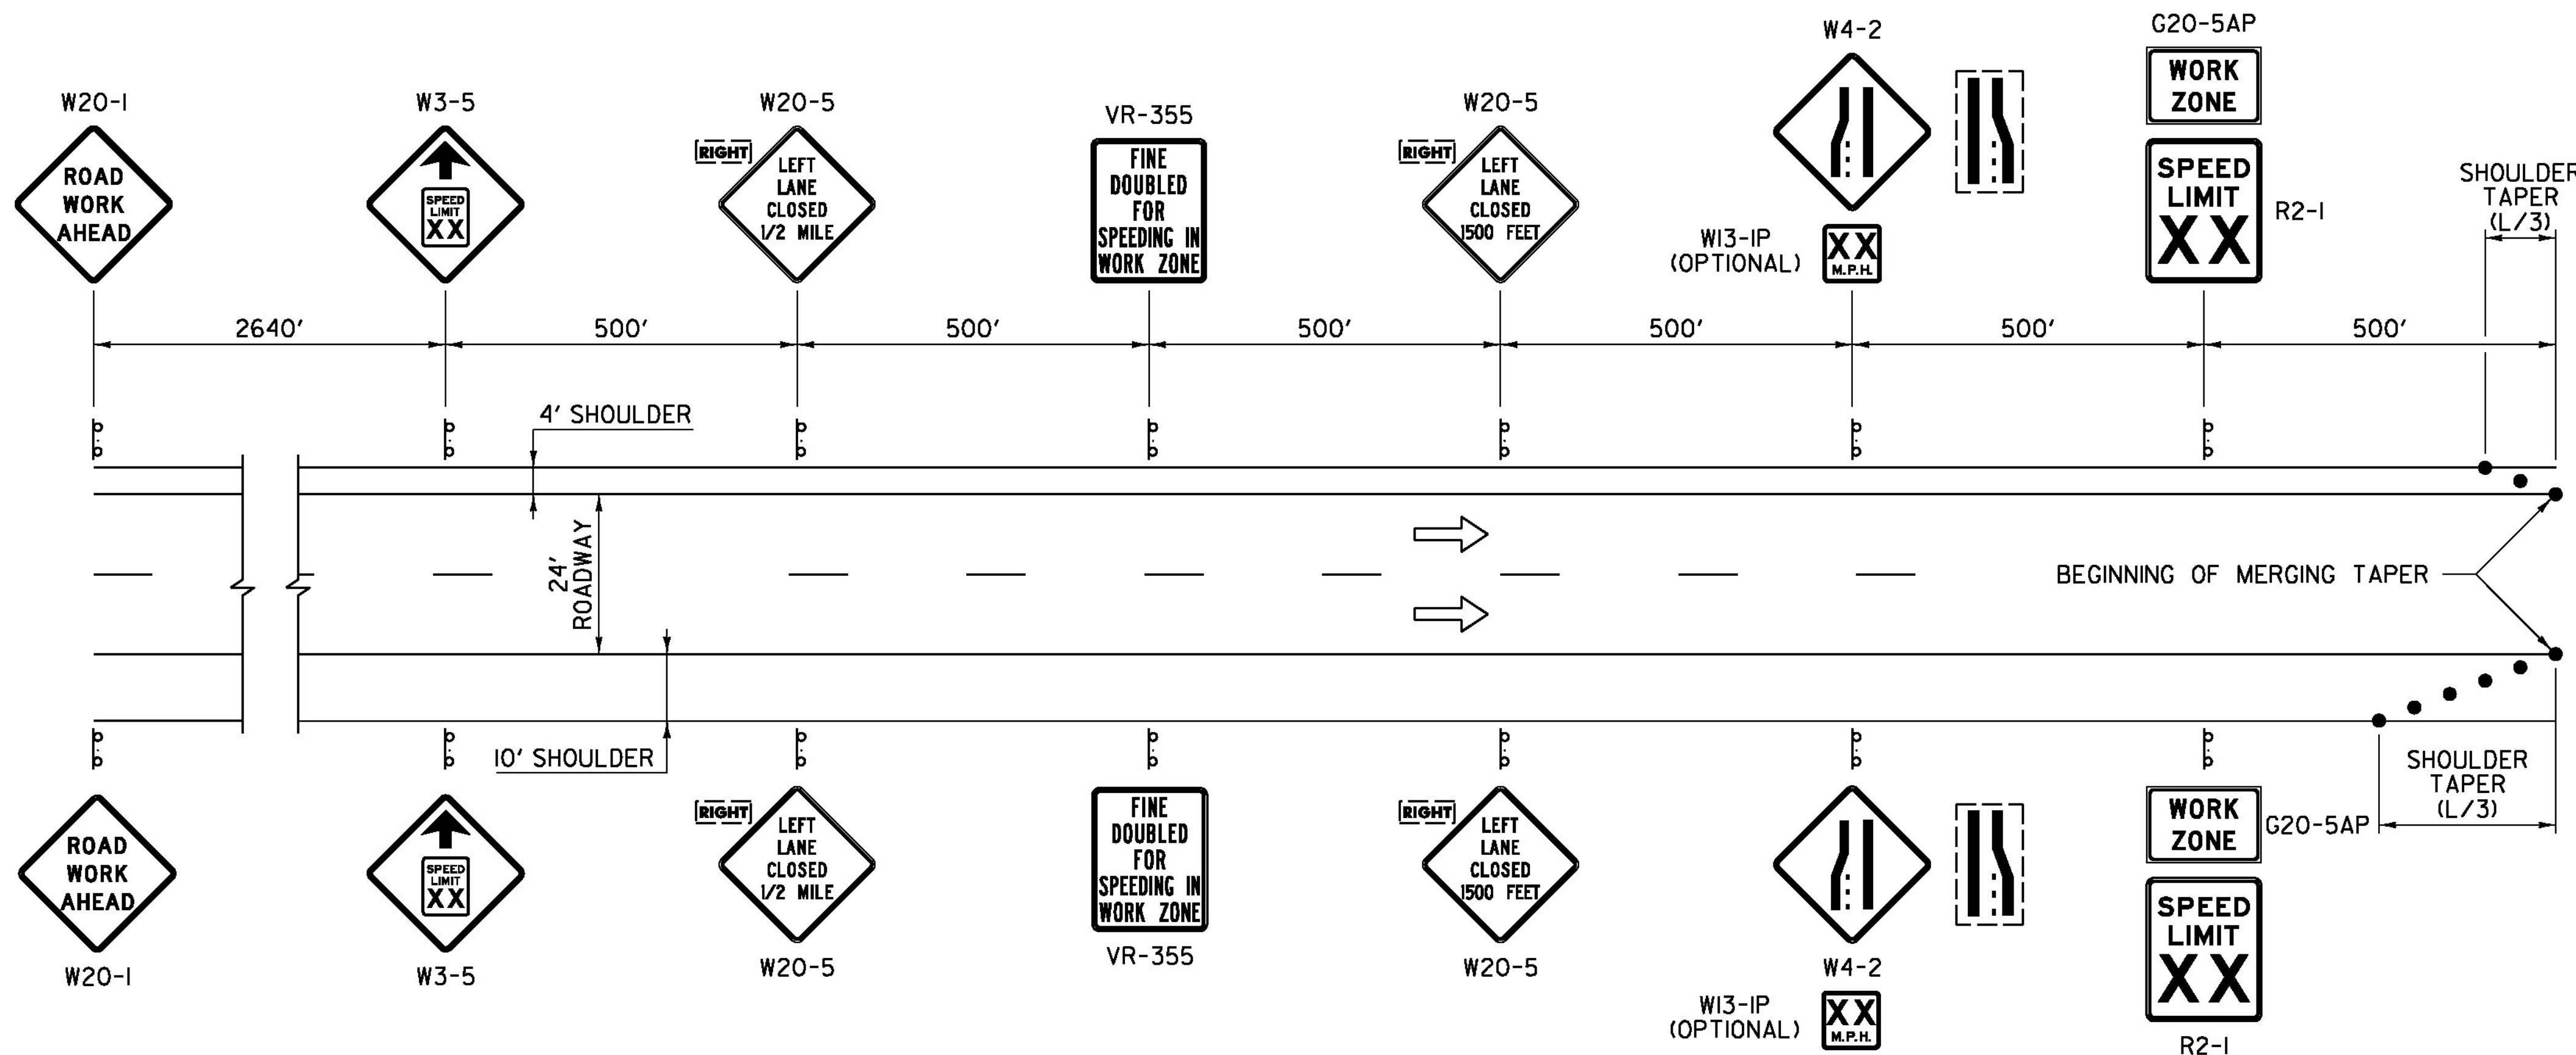 G20-5AP
W4-2
WORK
ZONE
W20-1
W3-5
W20-5
VR-355
W20-5
RIGHT
LEFT
LANE
CLOSED
1/2 MILE
ROAD
WORK
AHEAD
SPEED
LIMIT
XX
FINE
DOUBLED
FOR
SPEEDING IN
WORK ZONE
RIGHT
LEFT
LANE
CLOSED
1500 FEET
W13-1P
(OPTIONAL)
XX
M.P.H.
SPEED
LIMIT
XX
R2-1
SHOULDER
TAPER
(L/3)
2640'
500'
500'
500'
500'
500'
500'
4' SHOULDER
24'
ROADWAY
BEGINNING OF MERGING TAPER
10' SHOULDER
SHOULDER
TAPER
(L/3)
ROAD
WORK
AHEAD
W20-1
SPEED
LIMIT
XX
W3-5
RIGHT
LEFT
LANE
CLOSED
1/2 MILE
W20-5
FINE
DOUBLED
FOR
SPEEDING IN
WORK ZONE
VR-355
RIGHT
LEFT
LANE
CLOSED
1500 FEET
W20-5
W4-2
W13-1P
(OPTIONAL)
XX
M.P.H.
WORK
ZONE
G20-5AP
SPEED
LIMIT
XX
R2-1